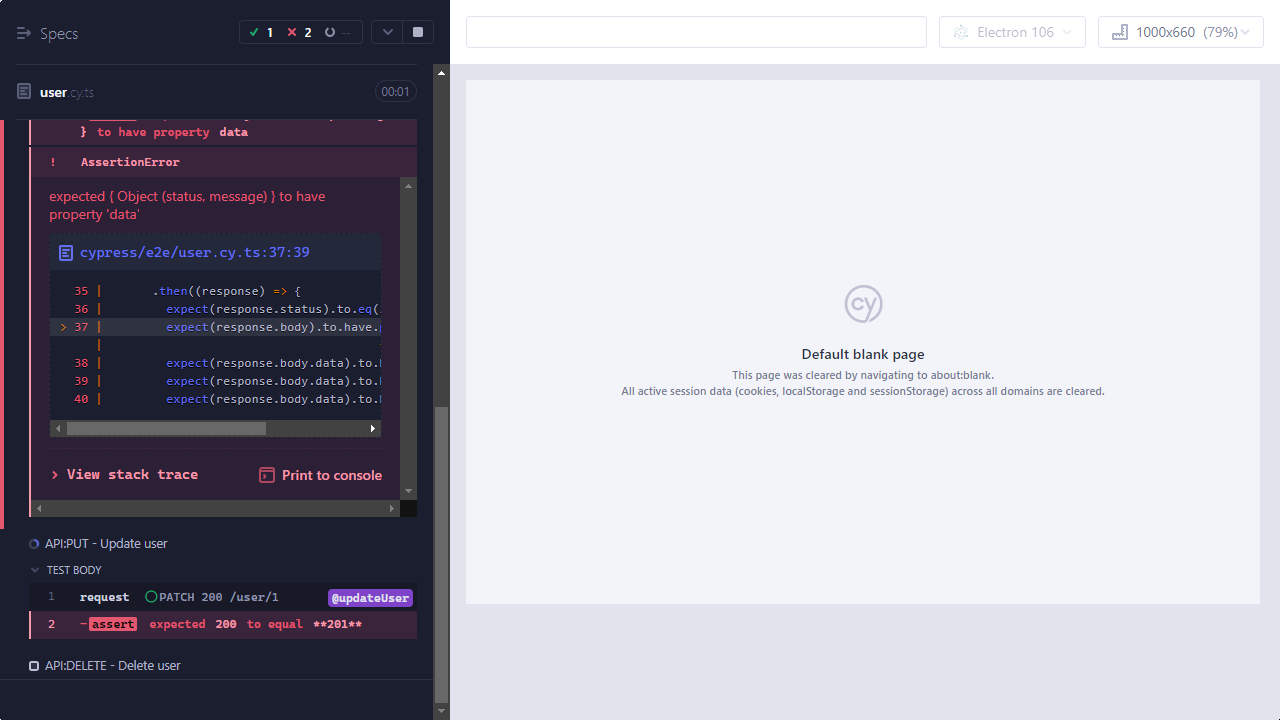 Specs
1 2 --
Electron 106
1000x660 (79%)
user.cy.ts
00:01
} to have property data
! AssertionError
expected { Object (status, message) } to have
property 'data'
cypress/e2e/user.cy.ts:37:39
35 | .then((response) => {
36 | expect(response.status).to.eq(
> 37 | expect(response.body).to.have.
|
38 | expect(response.body.data).to.
39 | expect(response.body.data).to.
40 | expect(response.body.data).to.
> View stack trace
Print to console
API:PUT - Update user
TEST BODY
1 request PATCH 200 /user/1 @updateUser
2 -assert expected 200 to equal **201**
API:DELETE - Delete user
cy
Default blank page
This page was cleared by navigating to about:blank.
All active session data (cookies, localStorage and sessionStorage) across all domains are cleared.